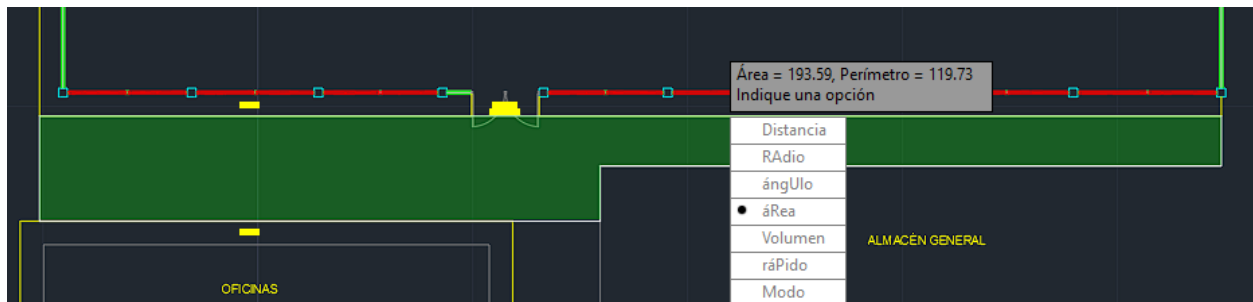 Área = 193.59, Perímetro = 119.73
Indique una opción
Distancia
RAdio
ángUlo
áRea
Volumen
ráPido
Modo
ALMACÉN GENERAL
OFICINAS